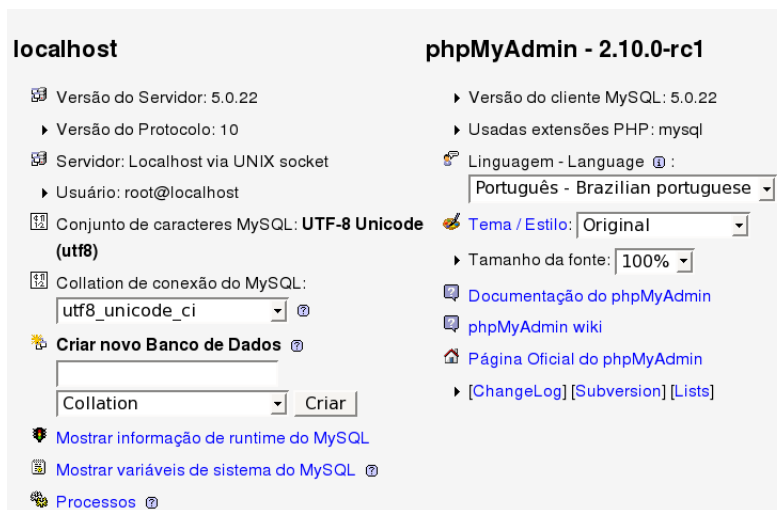 localhost
Versão do Servidor: 5.0.22
Versão do Protocolo: 10
Servidor: Localhost via UNIX socket
Usuário: root@localhost
Conjunto de caracteres MySQL: UTF-8 Unicode
(utf8)
Collation de conexão do MySQL:
utf8_unicode_ci
Criar novo Banco de Dados
Collation
Criar
Mostrar informação de runtime do MySQL
Mostrar variáveis de sistema do MySQL
Processos
phpMyAdmin - 2.10.0-rc1
Versão do cliente MySQL: 5.0.22
Usadas extensões PHP: mysql
Linguagem - Language :
Português - Brazilian portuguese
Tema / Estilo: Original
Tamanho da fonte: 100%
Documentação do phpMyAdmin
phpMyAdmin wiki
Página Oficial do phpMyAdmin
[ChangeLog] [Subversion] [Lists]